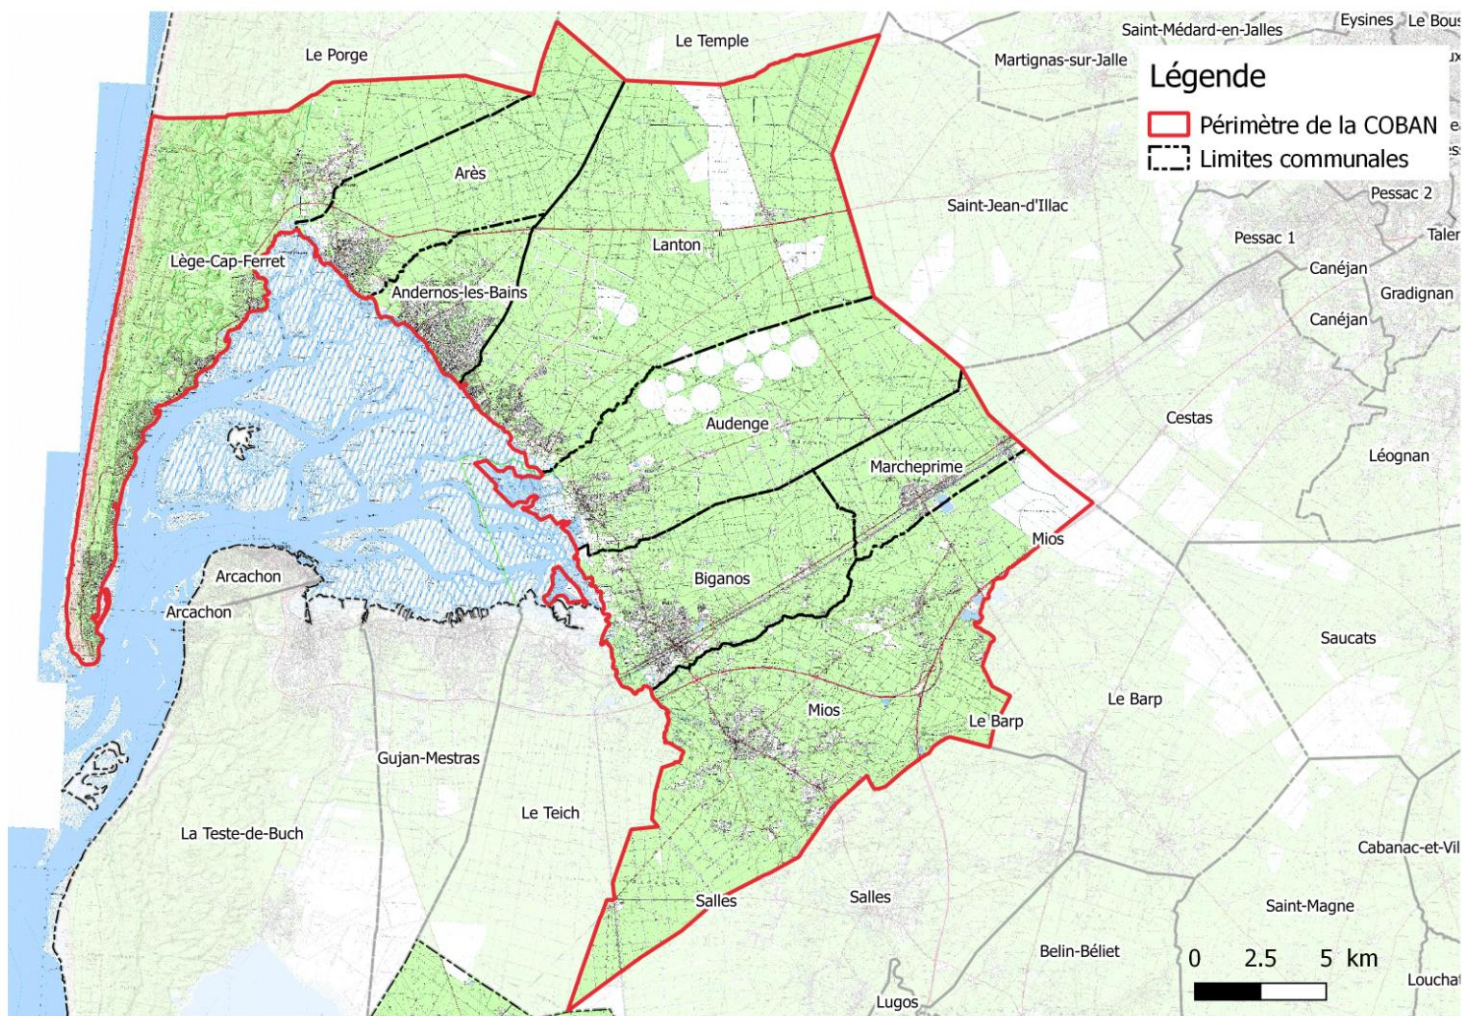 Eysines
Le Bous
Saint-Médard-en-Jalles
Le Temple
Le Porge
Martignas-sur-Jalle
Légende
Périmètre de la COBAN
Limites communales
Arès
Pessac 2
Saint-Jean-d'Illac
Talen
Pessac 1
Lanton
Lège-Cap-Ferret
Canéjan
Andernos-les-Bains
Gradignan
Canéjan
Cestas
Audenge
Léognan
Marcheprime
Mios
Arcachon
Biganos
Arcachon
Saucats
Le Barp
Mios
Le Barp
Gujan-Mestras
Le Teich
La Teste-de-Buch
Cabanac-et-Vil
Salles
Salles
Saint-Magne
Belin-Béliet
0 2.5 5 km
Louchat
Lugos